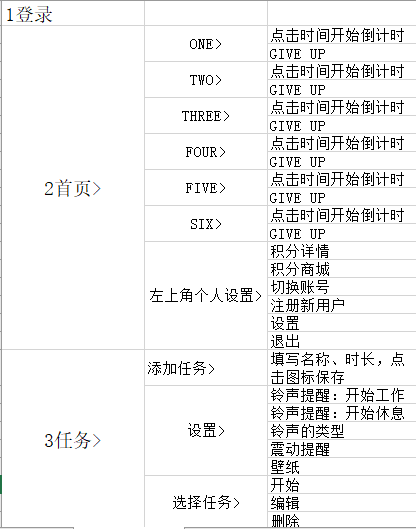 1登录
2首页>
ONE>
点击时间开始倒计时
GIVE UP
TWO>
点击时间开始倒计时
GIVE UP
THREE>
点击时间开始倒计时
GIVE UP
FOUR>
点击时间开始倒计时
GIVE UP
FIVE>
点击时间开始倒计时
GIVE UP
SIX>
点击时间开始倒计时
GIVE UP
左上角个人设置>
积分详情
积分商城
切换账号
注册新用户
设置
退出
3任务>
添加任务>
填写名称、时长，点
击图标保存
设置>
铃声提醒：开始工作
铃声提醒：开始休息
铃声的类型
震动提醒
壁纸
选择任务>
开始
编辑
删除